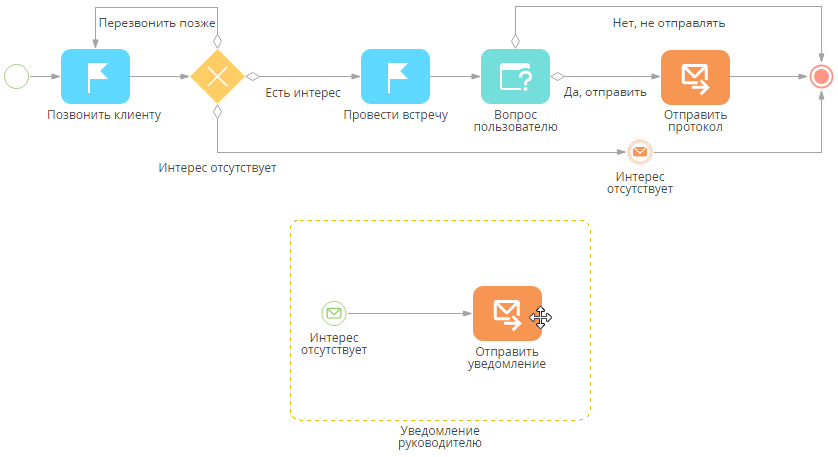 Перезвонить позже
Нет, не отправлять
Есть интерес
Да, отправить
Позвонить клиенту
Провести встречу
Вопрос
пользователю
Отправить
протокол
Интерес отсутствует
Интерес
отсутствует
Интерес
отсутствует
Отправить
уведомление
Уведомление
руководителю